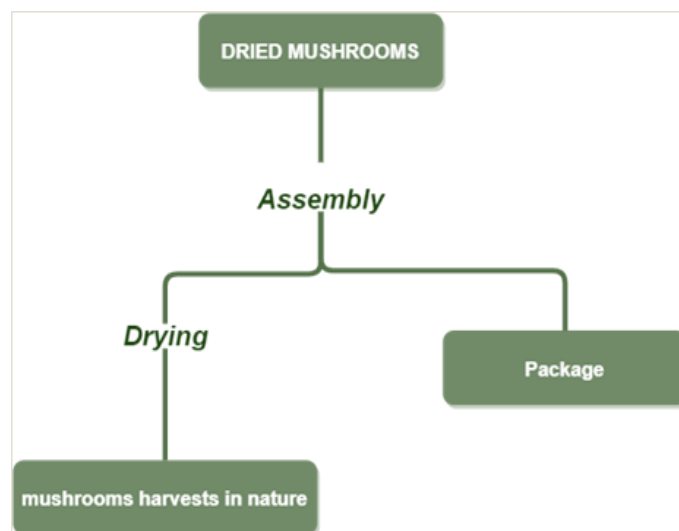 DRIED MUSHROOMS
Assembly
Drying
Package
mushrooms harvests in nature